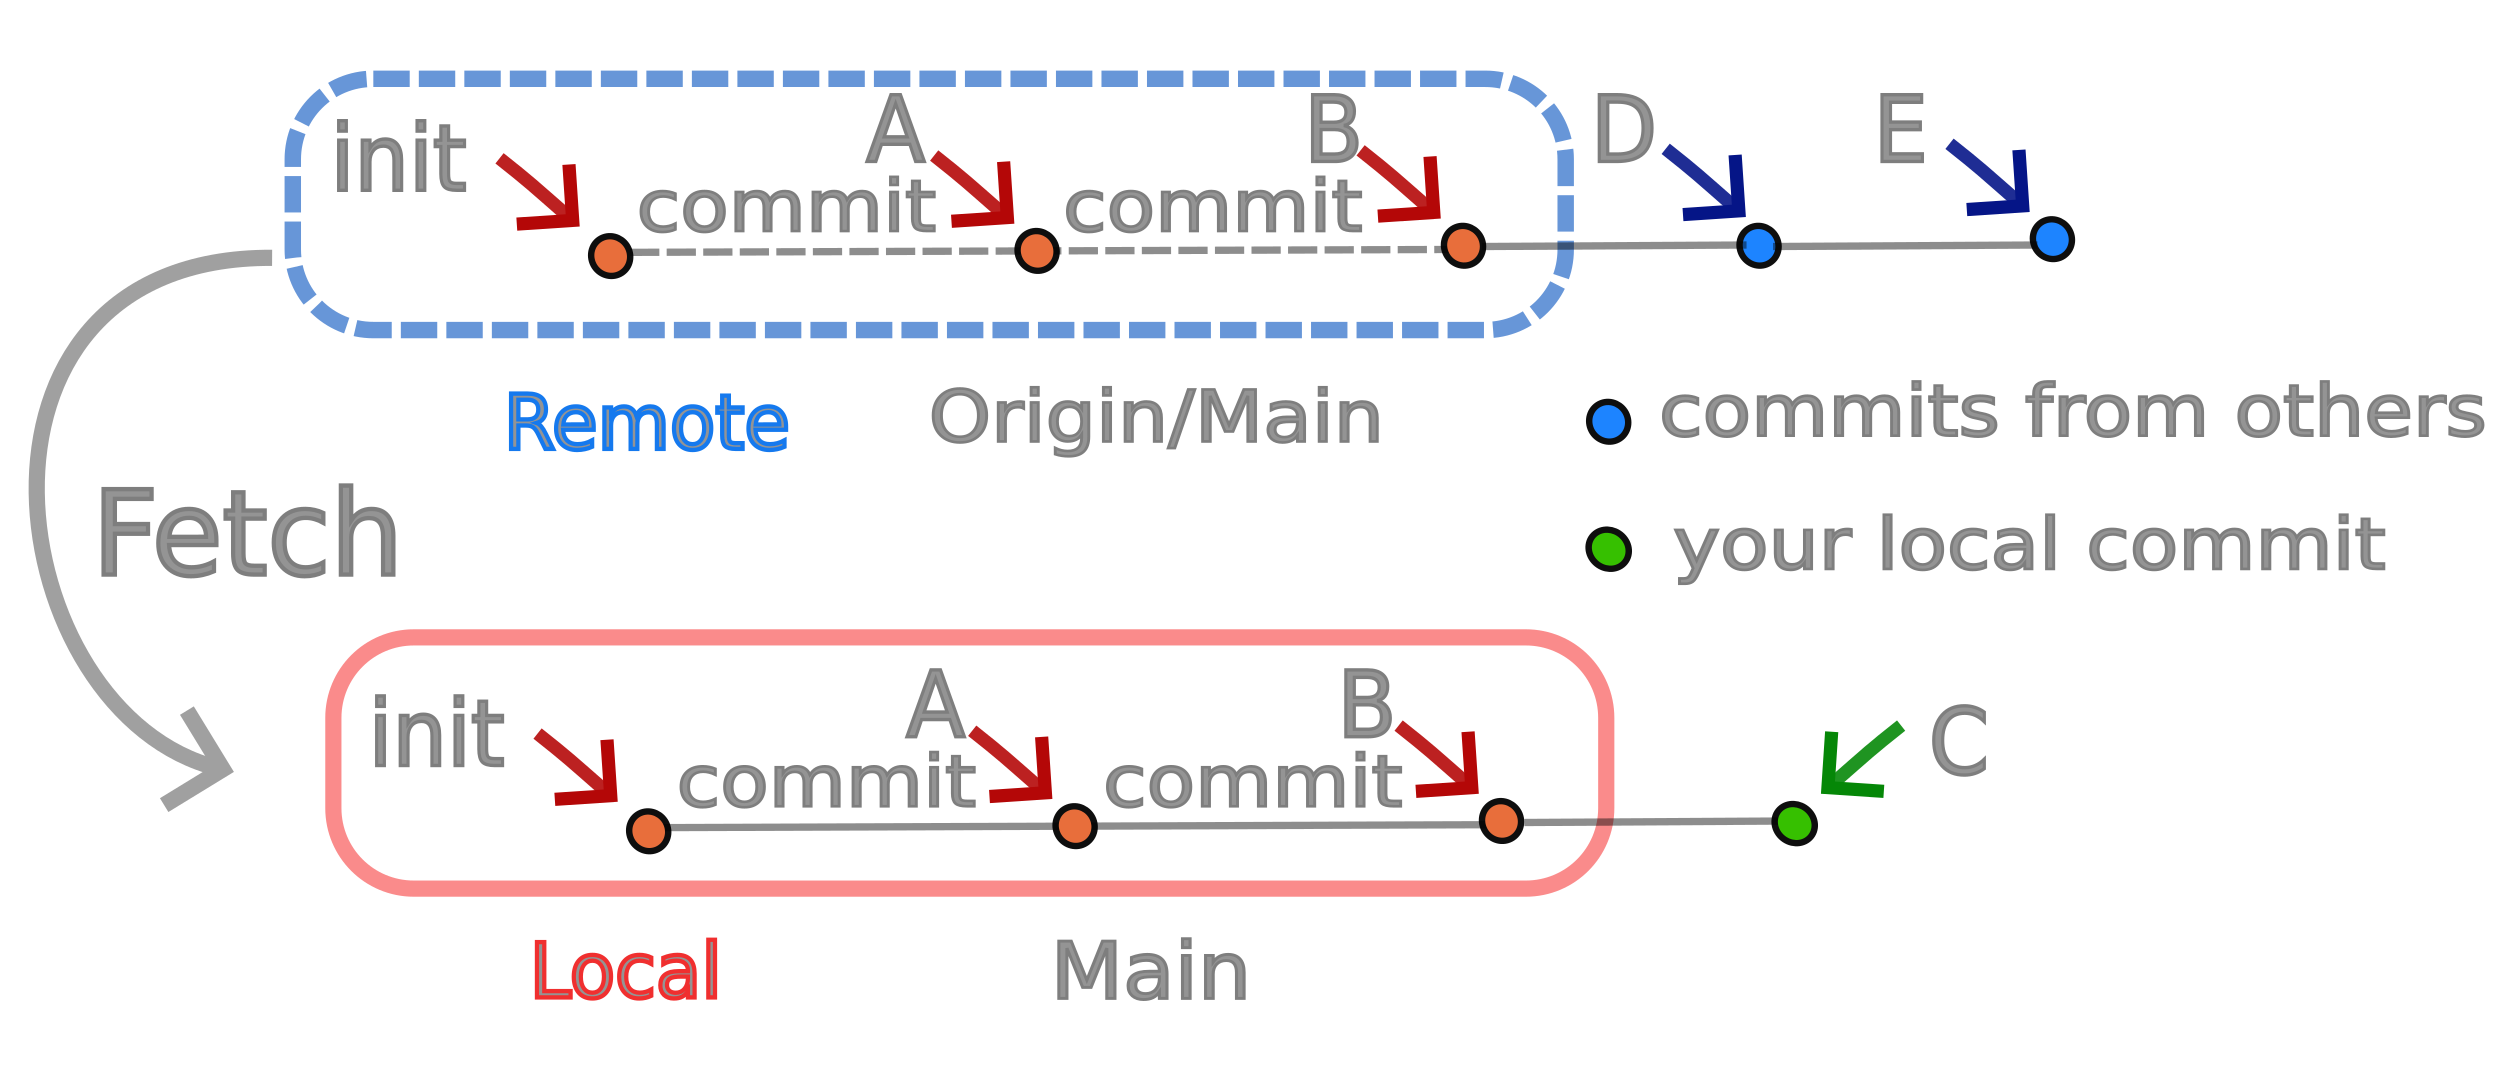 init
A
commit
B
commit
D
E
Remote
Origin/Main
commits from others
Fetch
your local commit
init
A
commit
B
commit
C
Local
Main